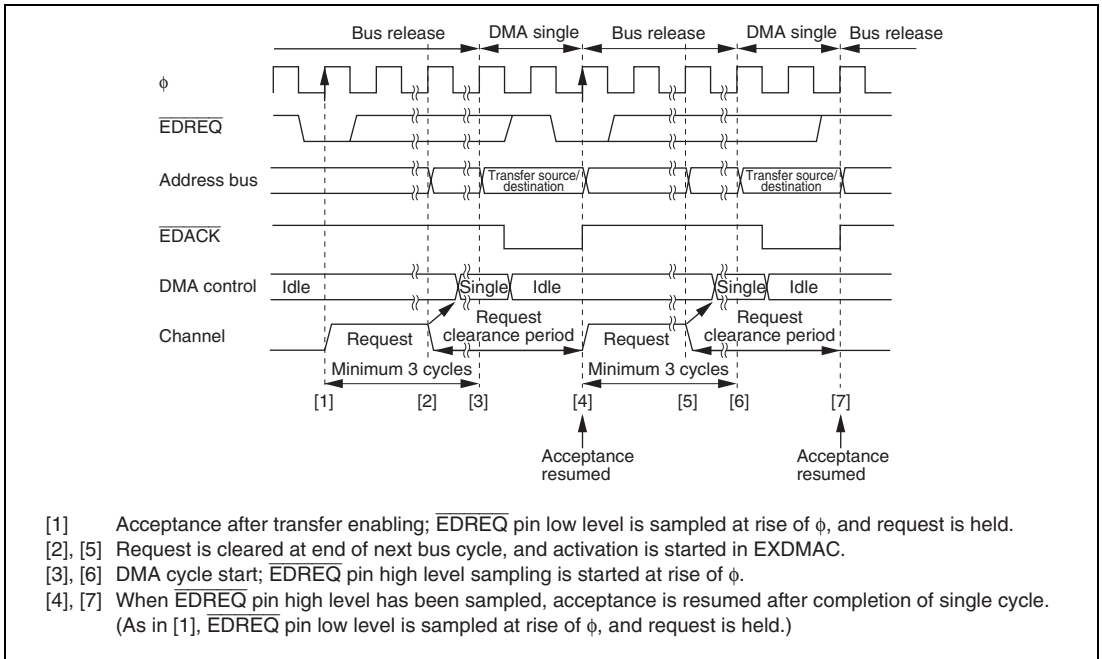 Bus release DMA single Bus release DMA single Bus release
φ
EDREQ
Address bus Transfer source/ destination Transfer source/ destination
EDACK
DMA control Idle Single Idle Single Idle
Channel Request Request clearance period Request Request clearance period
Minimum 3 cycles Minimum 3 cycles
[1] [2] [3] [4] [5] [6] [7]
Acceptance resumed Acceptance resumed
[1] Acceptance after transfer enabling; EDREQ pin low level is sampled at rise of φ, and request is held.
[2], [5] Request is cleared at end of next bus cycle, and activation is started in EXDMAC.
[3], [6] DMA cycle start; EDREQ pin high level sampling is started at rise of φ.
[4], [7] When EDREQ pin high level has been sampled, acceptance is resumed after completion of single cycle.
(As in [1], EDREQ pin low level is sampled at rise of φ, and request is held.)